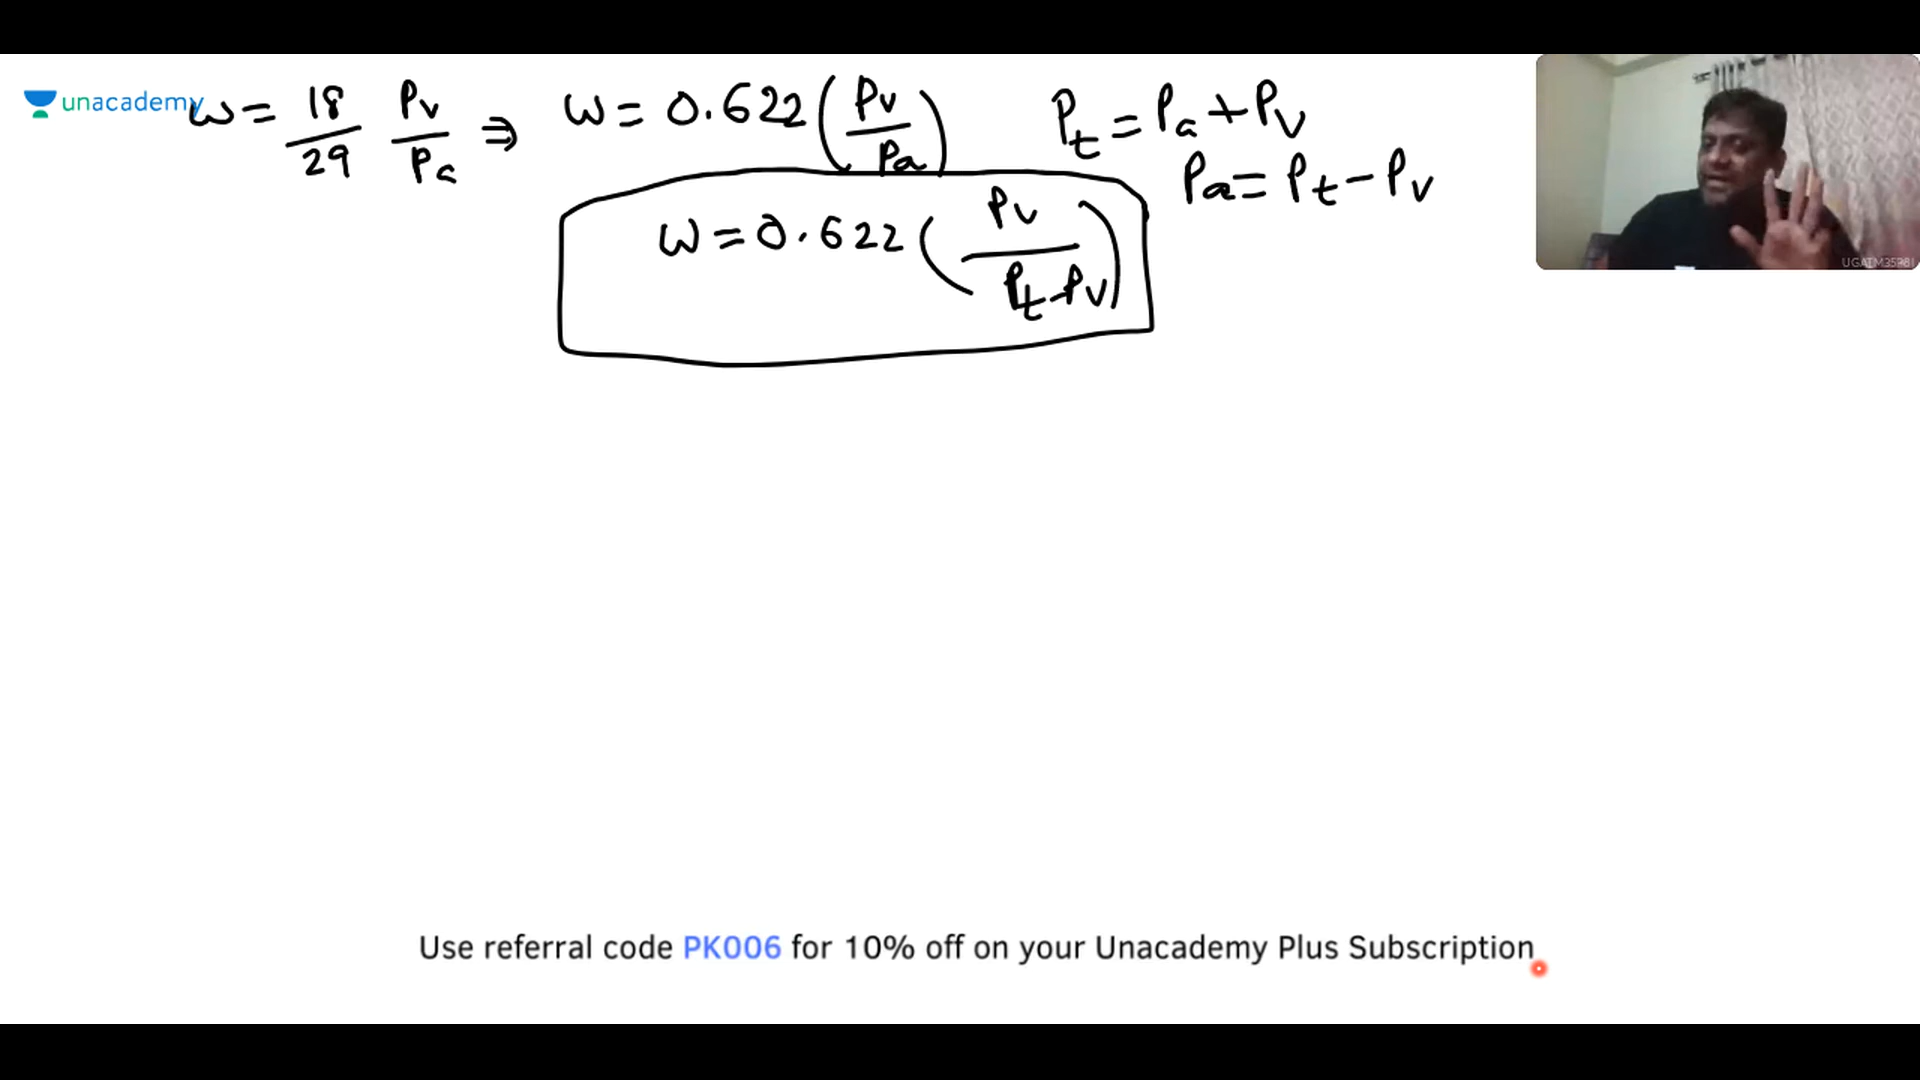 unacademy
ω = 18/29 Pv/Pa ⇒ ω = 0.622 (Pv/Pa) Pt = Pa + Pv
Pa = Pt - Pv
ω = 0.622 (Pv/Pt-Pv)
Use referral code PK006 for 10% off on your Unacademy Plus Subscription